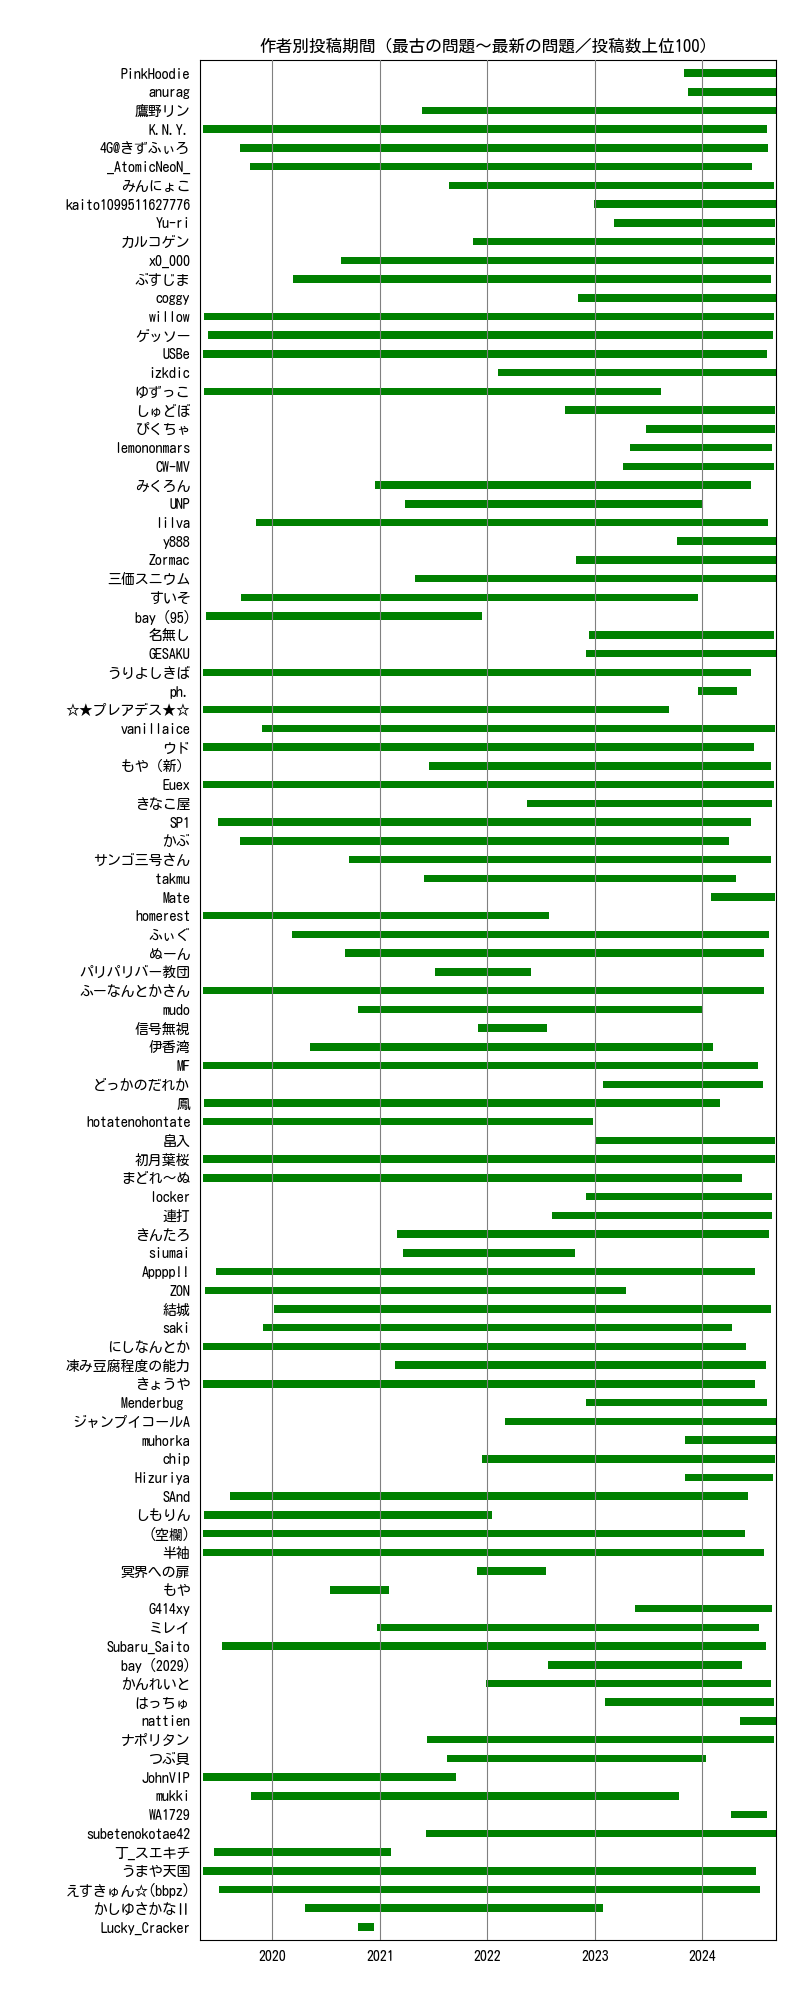 作者別投稿期間（最古の問題～最新の問題／投稿数上位100）
PinkHoodie
anurag
鷹野リン
K.N.Y.
4G@きずふぃろ
_AtomicNeoN_
みんにょこ
kaito1099511627776
Yu-ri
カルコゲン
x0_000
ぶすじま
coggy
willow
ゲッソー
USBe
izkdic
ゆずっこ
しゅどぼ
ぴくちゃ
lemononmars
CW-MV
みくろん
UNP
lilva
y888
Zormac
三価スニウム
すいそ
bay (95)
名無し
GESAKU
うりよしきば
ph.
☆★プレアデス★☆
vanillaice
ウド
もや（新）
Euex
きなこ屋
SP1
かぶ
サンゴ三号さん
takmu
Mate
homerest
ふぃぐ
ぬーん
パリパリバー教団
ふーなんとかさん
mudo
信号無視
伊香湾
MF
どっかのだれか
鳳
hotatenohontate
畠入
初月葉桜
まどれ～ぬ
locker
連打
きんたろ
siumai
Appppll
ZON
結城
saki
にしなんとか
凍み豆腐程度の能力
きょうや
Menderbug
ジャンプイコールA
muhorka
chip
Hizuriya
SAnd
しもりん
(空欄)
半袖
冥界への扉
もや
G414xy
ミレイ
Subaru_Saito
bay (2029)
かんれいと
はっちゅ
nattien
ナポリタン
つぶ貝
JohnVIP
mukki
WA1729
subetenokotae42
丁_スエキチ
うまや天国
えすきゅん☆(bbpz)
かしゆさかなⅡ
Lucky_Cracker
2020 2021 2022 2023 2024